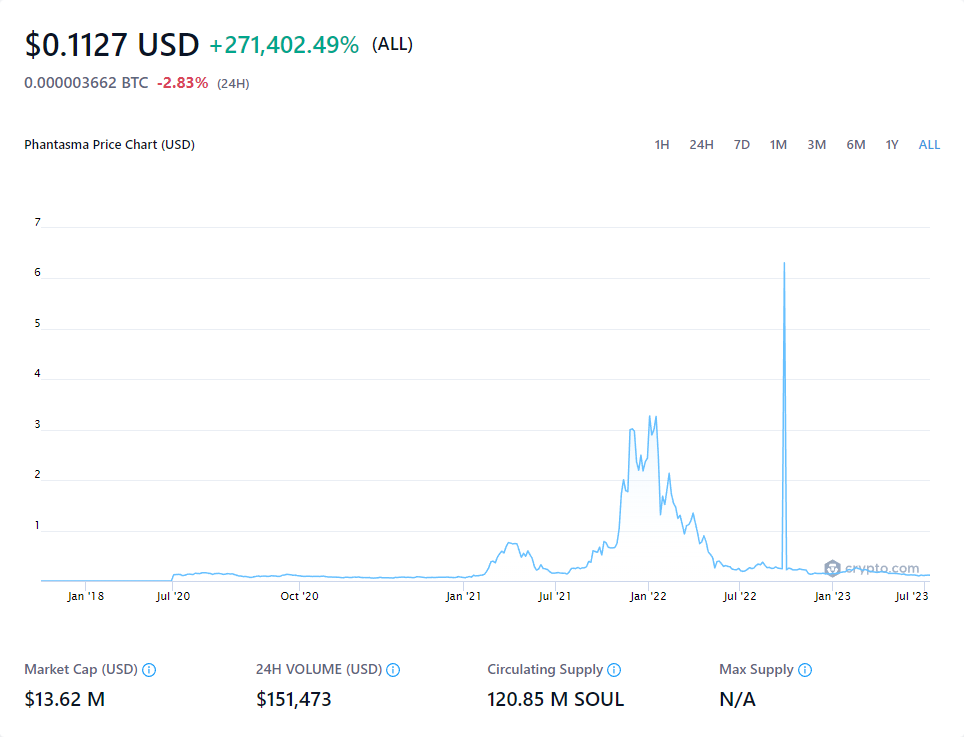 $0.1127 USD +271,402.49% (ALL)
0.000003662 BTC -2.83% (24H)
Phantasma Price Chart (USD) 1H 24H 7D 1M 3M 6M 1Y ALL
7
6
5
4
3
2
1
crypto.com
Jan '18 Jul '20 Oct '20 Jan '21 Jul '21 Jan '22 Jul '22 Jan '23 Jul '23
Market Cap (USD) 24H VOLUME (USD) Circulating Supply Max Supply
$13.62 M $151,473 120.85 M SOUL N/A